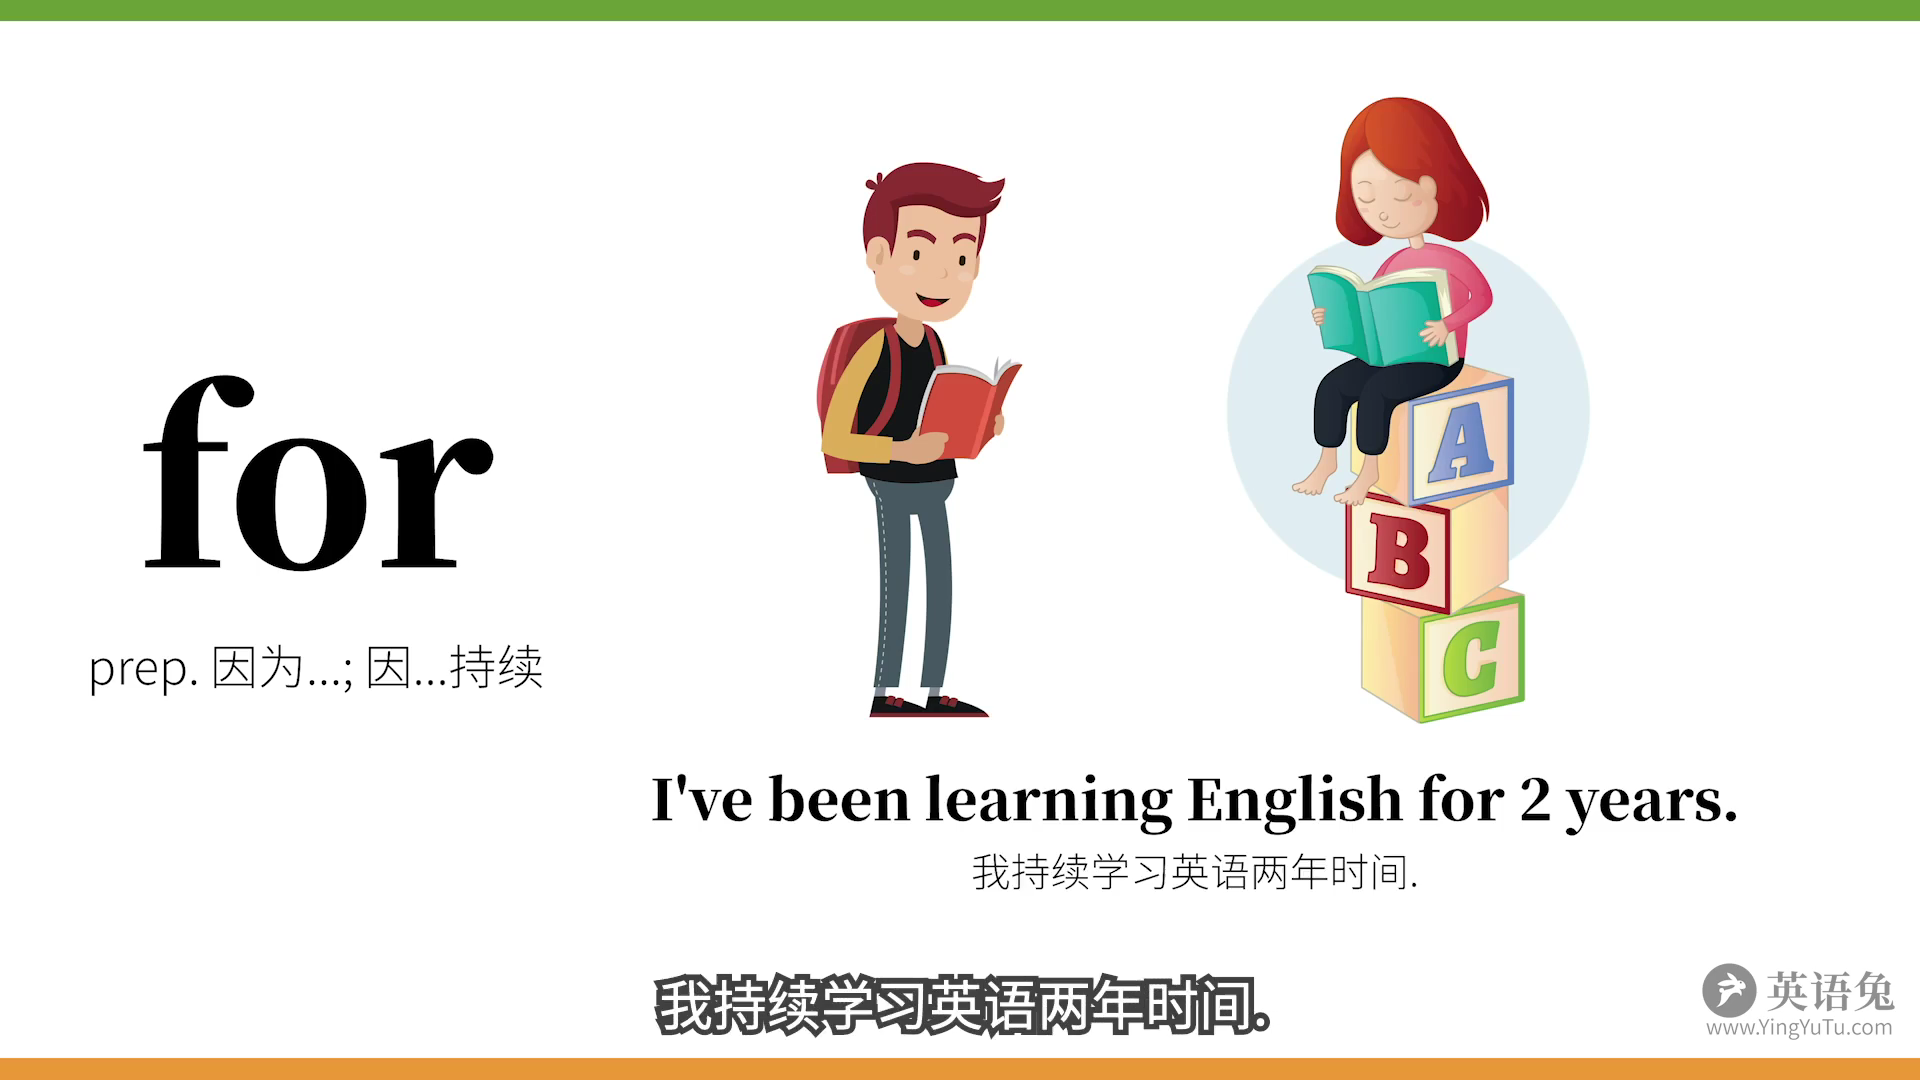 for
prep. 因为...; 因...持续
A
B
C
I've been learning English for 2 years.
我持续学习英语两年时间.
我持续学习英语两年时间.
英语兔
www.YingYuTu.com